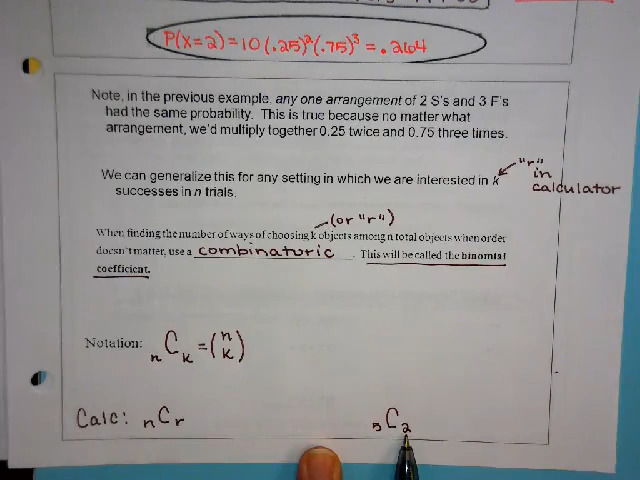 P(X=2)=10(.25)²(.75)³=.264
Note, in the previous example, any one arrangement of 2 S's and 3 F's
had the same probability. This is true because no matter what
arrangement, we'd multiply together 0.25 twice and 0.75 three times.
"r"
in
calculator
We can generalize this for any setting in which we are interested in k
successes in n trials.
(or "r")
When finding the number of ways of choosing k objects among n total objects when order
doesn't matter, use a combinatoric. This will be called the binomial
coefficient.
Notation: nCk = (n k)
Calc: nCr
5C2